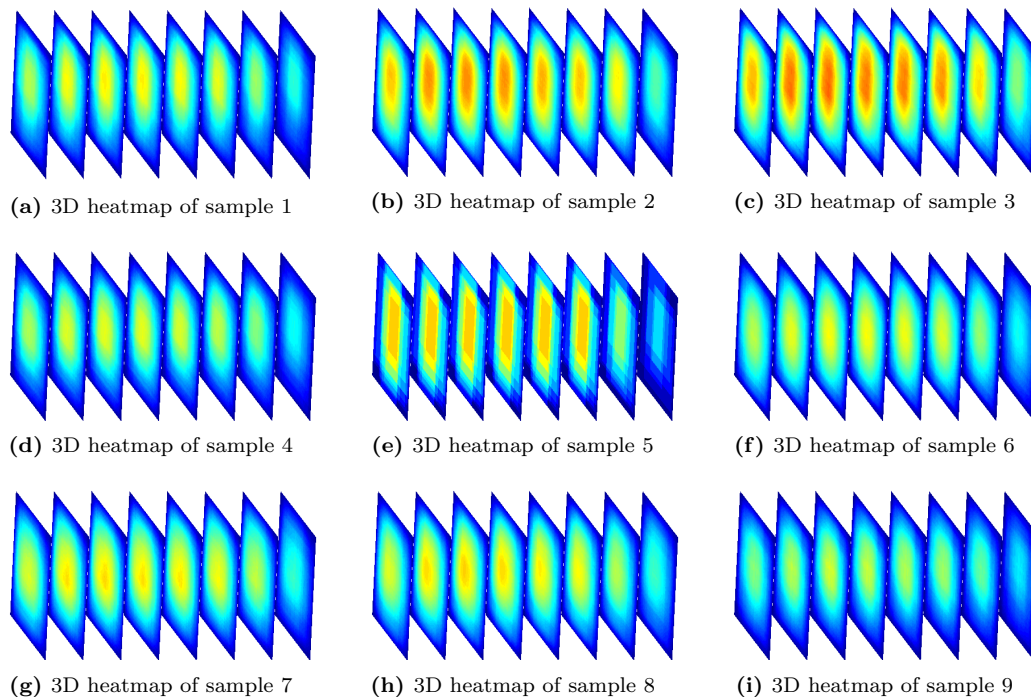 (a) 3D heatmap of sample 1
(b) 3D heatmap of sample 2
(c) 3D heatmap of sample 3
(d) 3D heatmap of sample 4
(e) 3D heatmap of sample 5
(f) 3D heatmap of sample 6
(g) 3D heatmap of sample 7
(h) 3D heatmap of sample 8
(i) 3D heatmap of sample 9